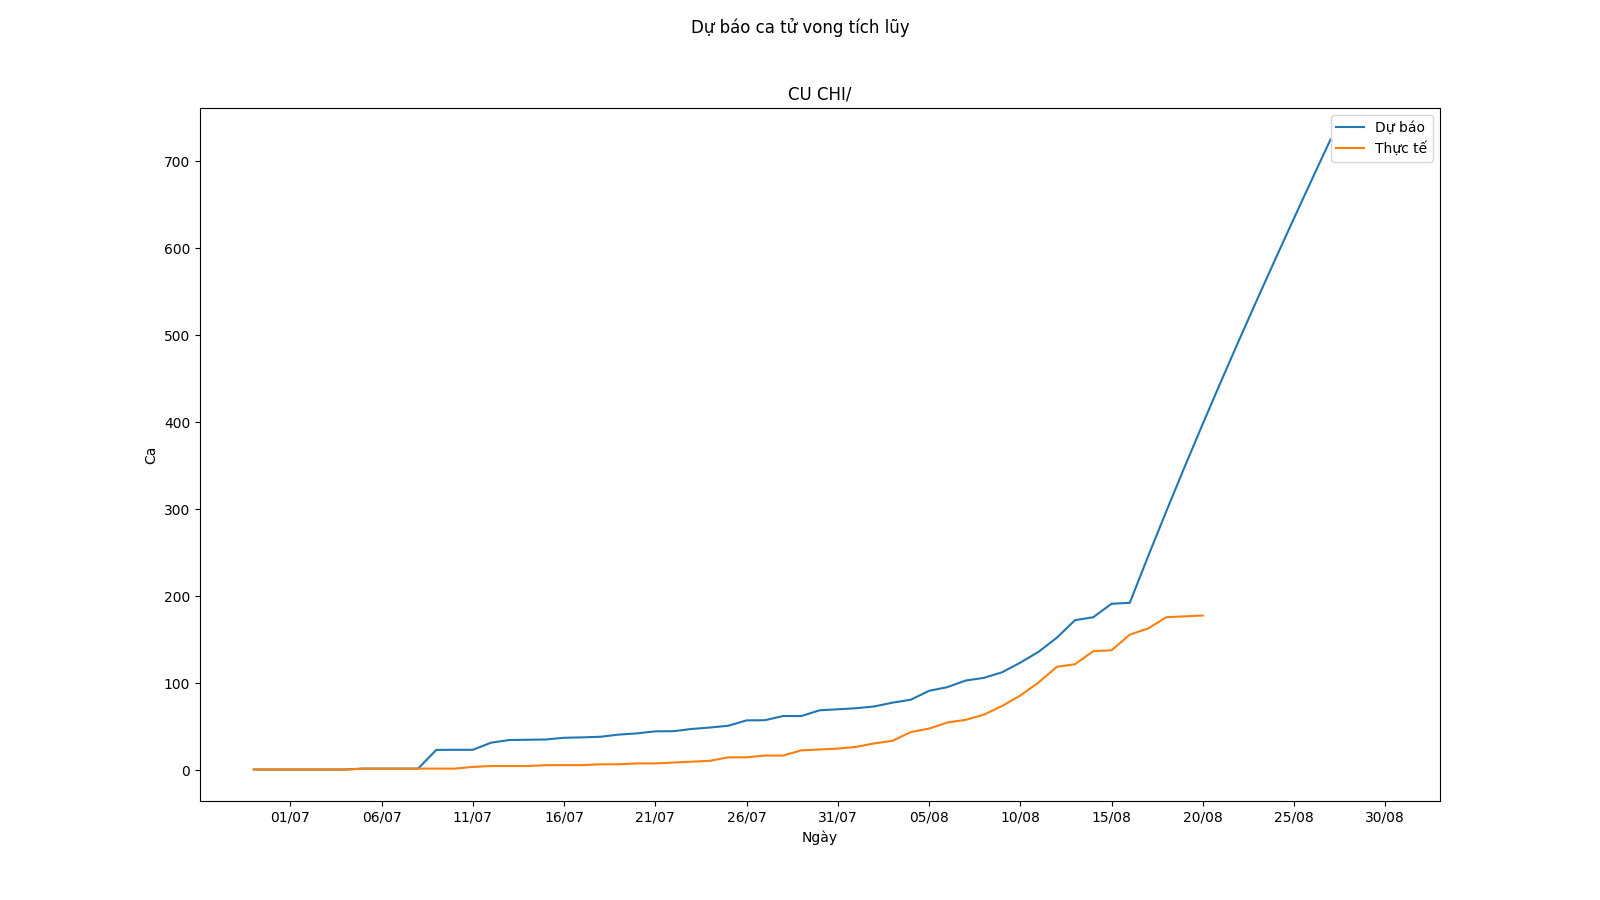 Dự báo ca tử vong tích lũy
CU CHI/
Dự báo
Thực tế
Ca
700
600
500
400
300
200
100
0
01/07 06/07 11/07 16/07 21/07 26/07 31/07 05/08 10/08 15/08 20/08 25/08 30/08
Ngày